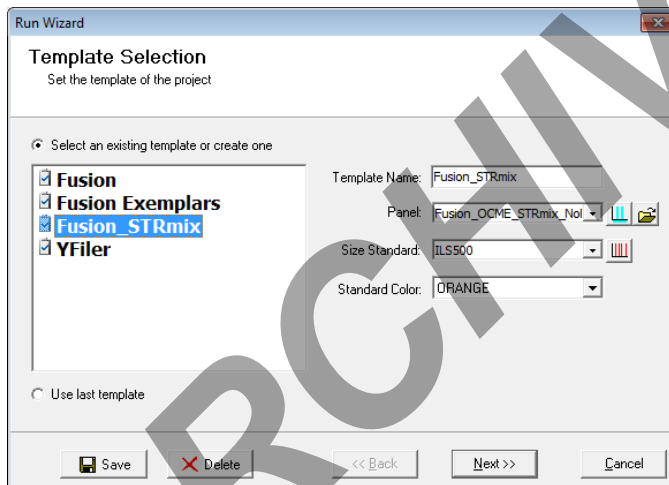 Run Wizard
Template Selection
Set the template of the project
Select an existing template or create one
Fusion
Fusion Exemplars
Fusion_STRmix
YFiler
Template Name: Fusion_STRmix
Panel: Fusion_OCME_STRmix_Nol
Size Standard: ILS500
Standard Color: ORANGE
Use last template
Save Delete << Back Next >> Cancel
RCHIV